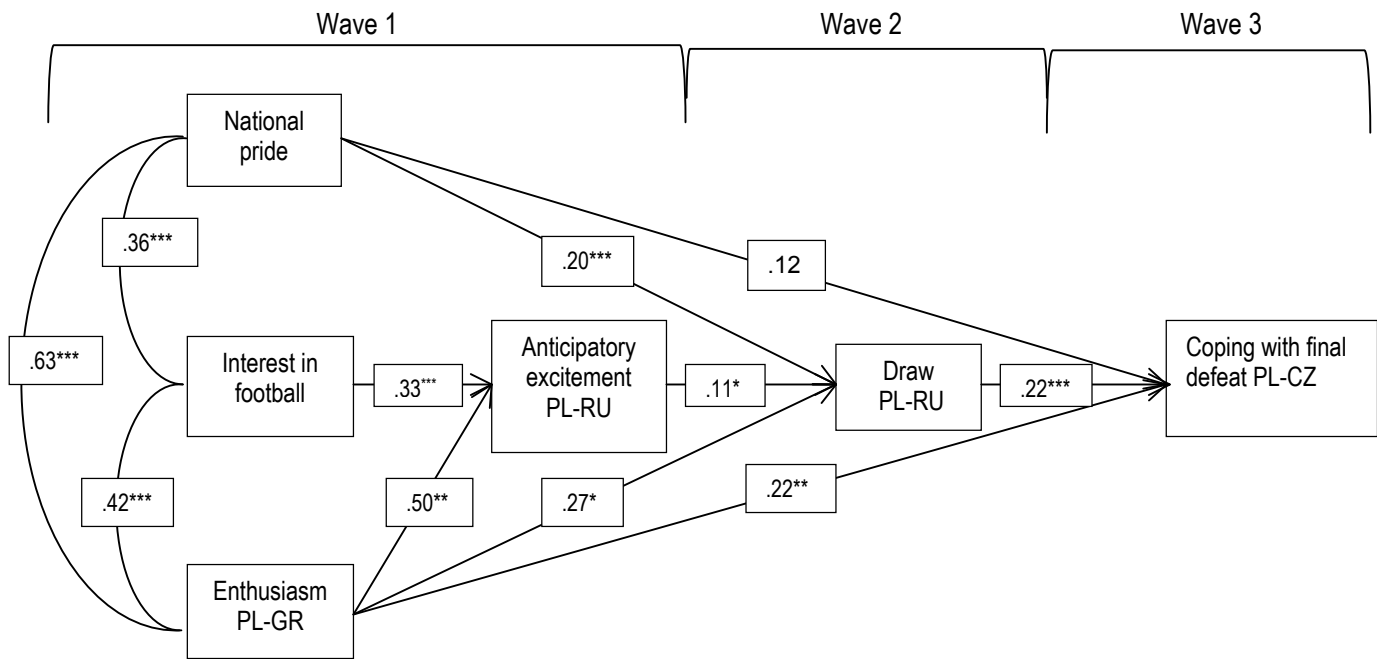 Wave 1
Wave 2
Wave 3
National
pride
.36***
.20***
.12
.63***
Interest in
football
.33***
Anticipatory
excitement
PL-RU
.11*
Draw
PL-RU
.22***
Coping with final
defeat PL-CZ
.42***
.50**
.27*
.22**
Enthusiasm
PL-GR